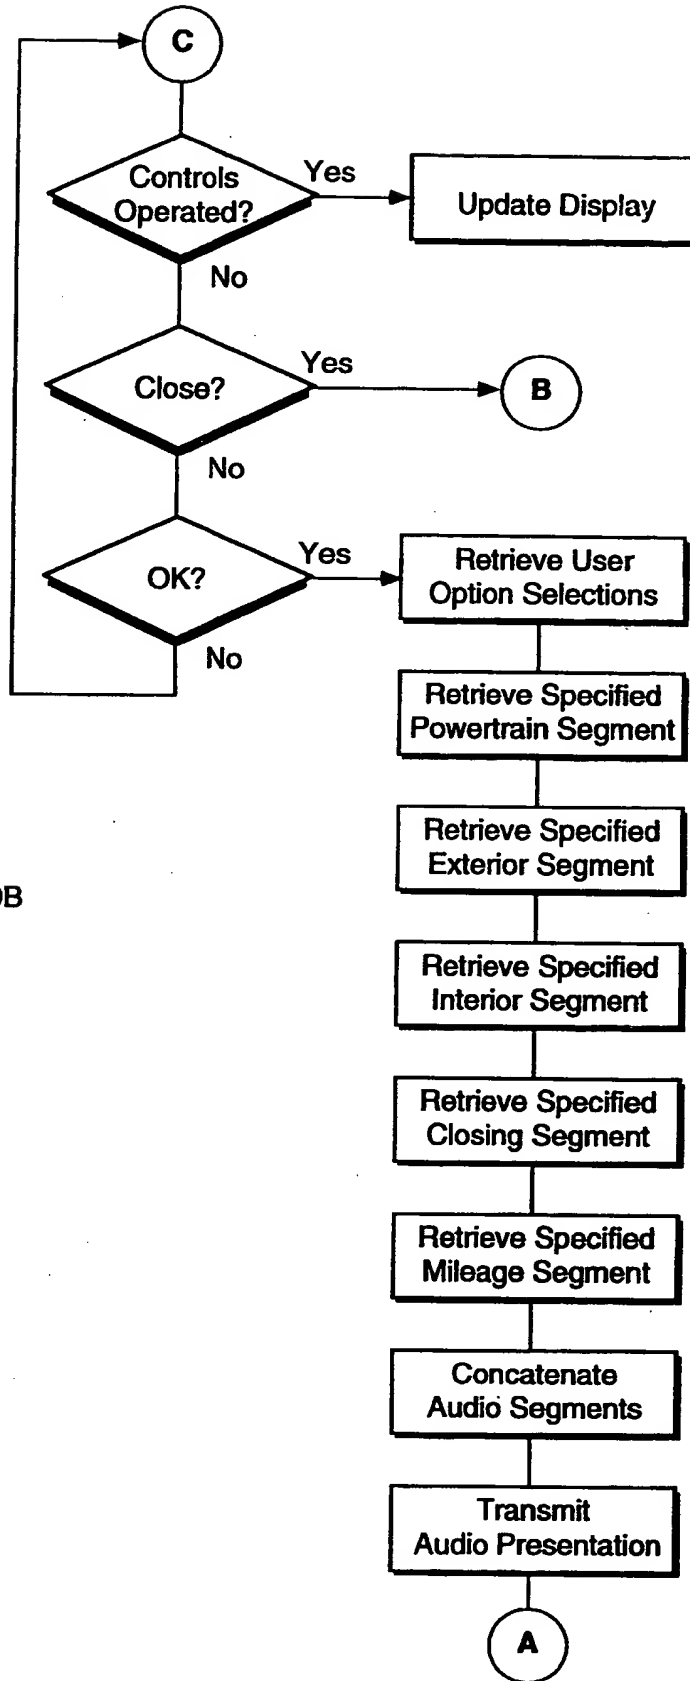 C
Controls
Operated?
Yes
Update Display
No
Close?
Yes
B
No
OK?
Yes
Retrieve User
Option Selections
No
Retrieve Specified
Powertrain Segment
Retrieve Specified
Exterior Segment
Retrieve Specified
Interior Segment
Retrieve Specified
Closing Segment
Retrieve Specified
Mileage Segment
Concatenate
Audio Segments
Transmit
Audio Presentation
A